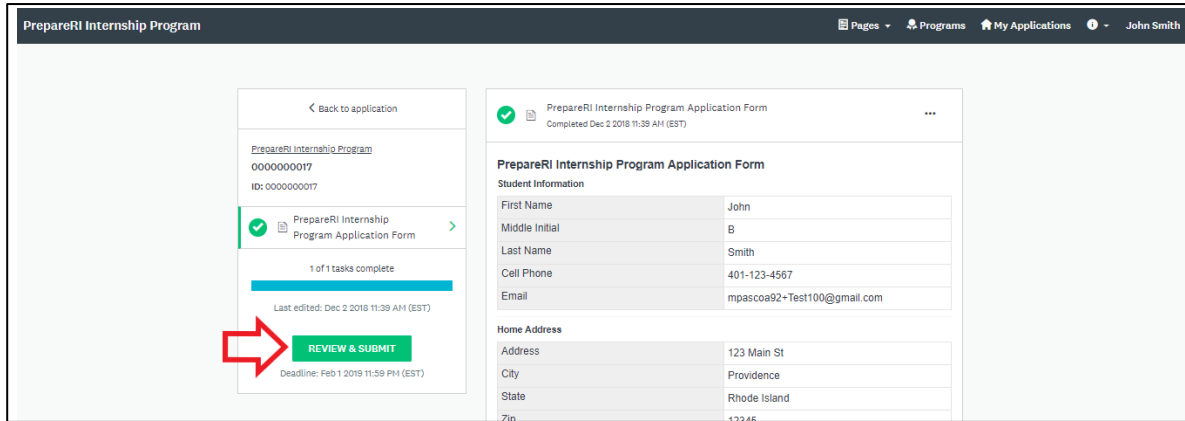 PrepareRI Internship Program
Pages
Programs
My Applications
John Smith
Back to application
PrepareRI Internship Program
0000000017
ID: 0000000017
PrepareRI Internship
Program Application Form
1 of 1 tasks complete
Last edited: Dec 2 2018 11:39 AM (EST)
REVIEW & SUBMIT
Deadline: Feb 1 2019 11:59 PM (EST)
PrepareRI Internship Program Application Form
Completed Dec 2 2018 11:39 AM (EST)
...
PrepareRI Internship Program Application Form
Student Information
First Name John
Middle Initial B
Last Name Smith
Cell Phone 401-123-4567
Email mpascoa92+Test100@gmail.com
Home Address
Address 123 Main St
City Providence
State Rhode Island
Zip 12345